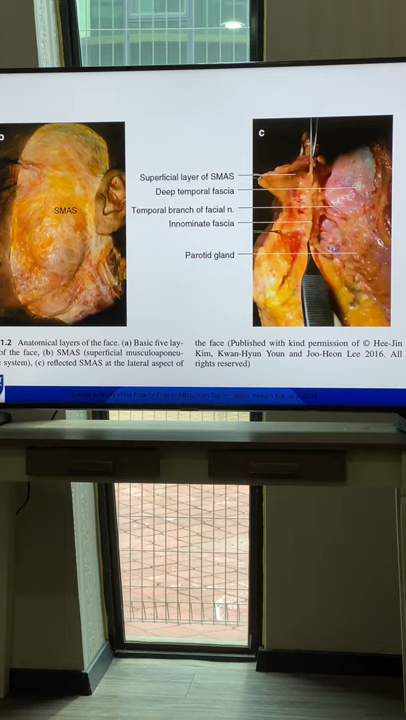 b
c
SMAS
Superficial layer of SMAS
Deep temporal fascia
Temporal branch of facial n.
Innominate fascia
Parotid gland
1.2 Anatomical layers of the face. (a) Basic five lay-
of the face, (b) SMAS (superficial musculoaponeu-
system), (c) reflected SMAS at the lateral aspect of
the face (Published with kind permission of © Hee-Jin
Kim, Kwan-Hyun Youn and Joo-Heon Lee 2016. All
rights reserved)